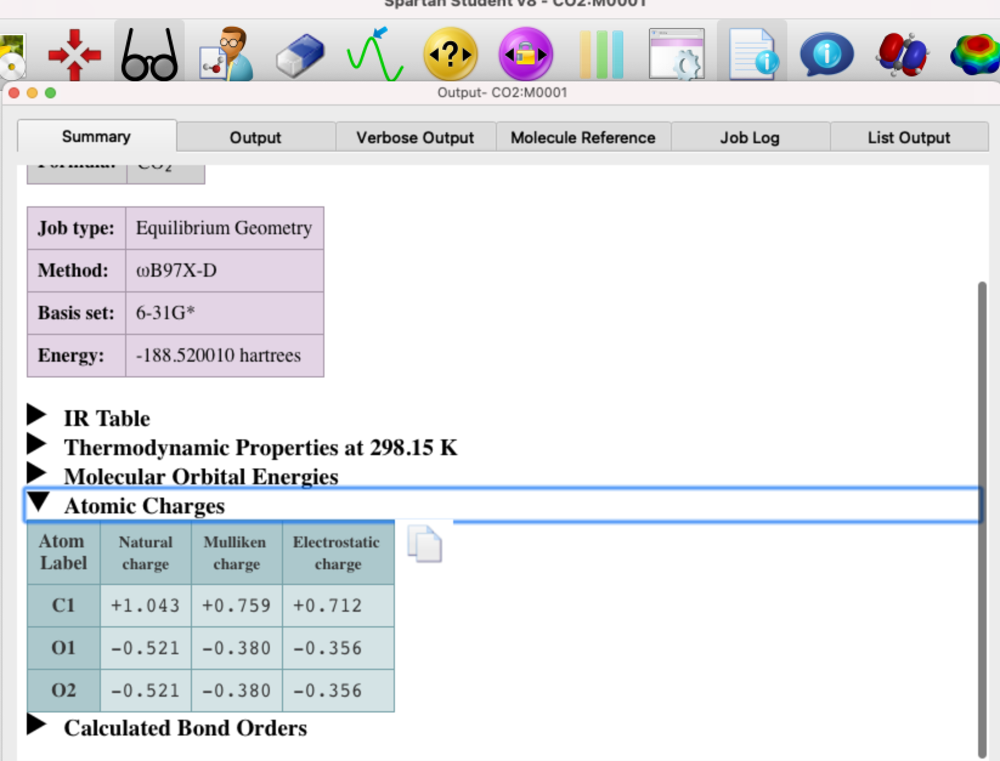 Spartan Student v8 - CO2:M0001
Output- CO2:M0001
Summary Output Verbose Output Molecule Reference Job Log List Output
Formula: CO2
Job type: Equilibrium Geometry
Method: ωB97X-D
Basis set: 6-31G*
Energy: -188.520010 hartrees
IR Table
Thermodynamic Properties at 298.15 K
Molecular Orbital Energies
Atomic Charges
Atom Label Natural charge Mulliken charge Electrostatic charge
C1 +1.043 +0.759 +0.712
O1 -0.521 -0.380 -0.356
O2 -0.521 -0.380 -0.356
Calculated Bond Orders